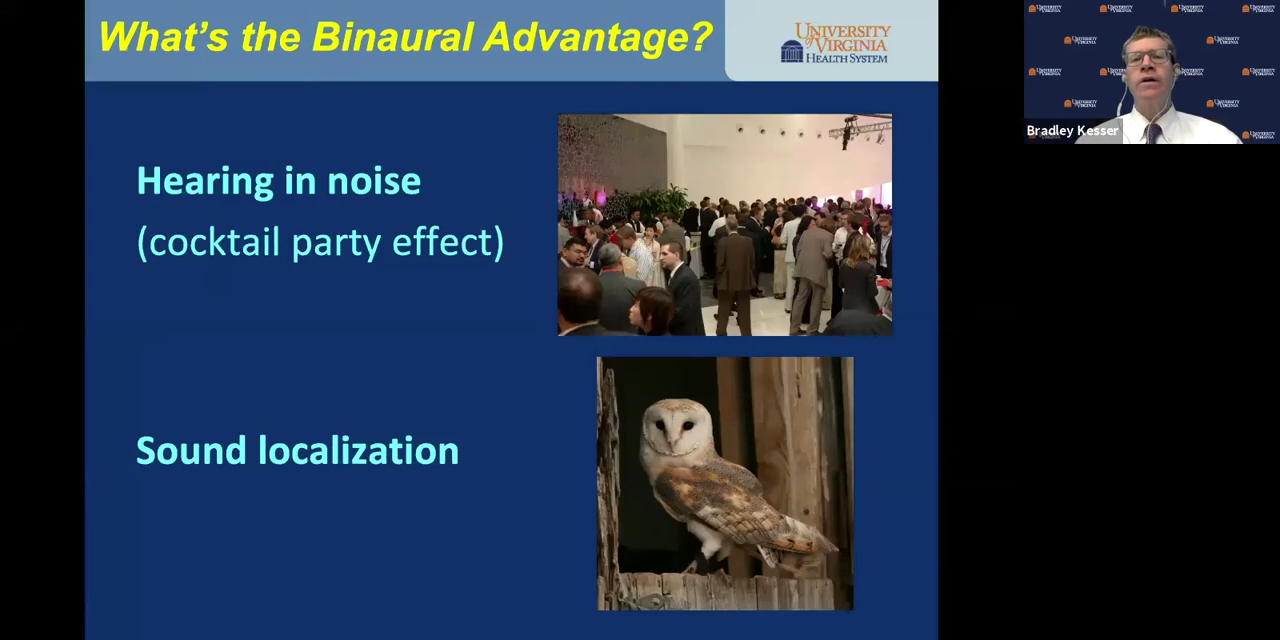 What's the Binaural Advantage?
UNIVERSITY
of VIRGINIA
HEALTH SYSTEM
Hearing in noise
(cocktail party effect)
Sound localization
Bradley Kesser